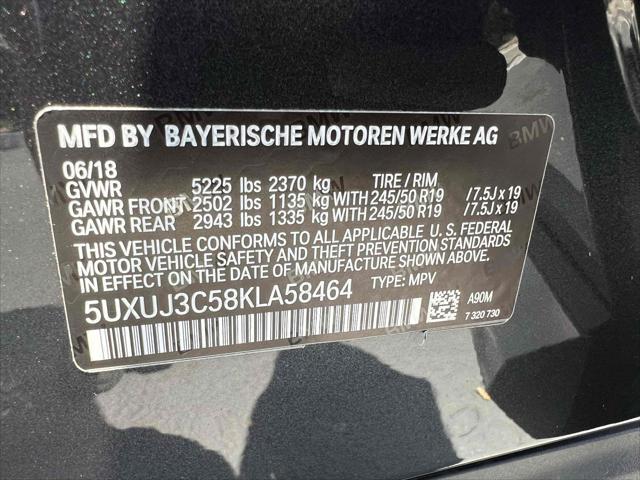 MFD BY BAYERISCHE MOTOREN WERKE AG
06/18
GVWR 5225 lbs 2370 kg TIRE / RIM
GAWR FRONT 2502 lbs 1135 kg WITH 245/50 R19 / 7.5J x 19
GAWR REAR 2943 lbs 1335 kg WITH 245/50 R19 / 7.5J x 19
THIS VEHICLE CONFORMS TO ALL APPLICABLE U. S. FEDERAL
MOTOR VEHICLE SAFETY AND THEFT PREVENTION STANDARDS
IN EFFECT ON THE DATE OF MANUFACTURE SHOWN ABOVE.
5UXUJ3C58KLA58464 TYPE: MPV
A90M
7 320 730